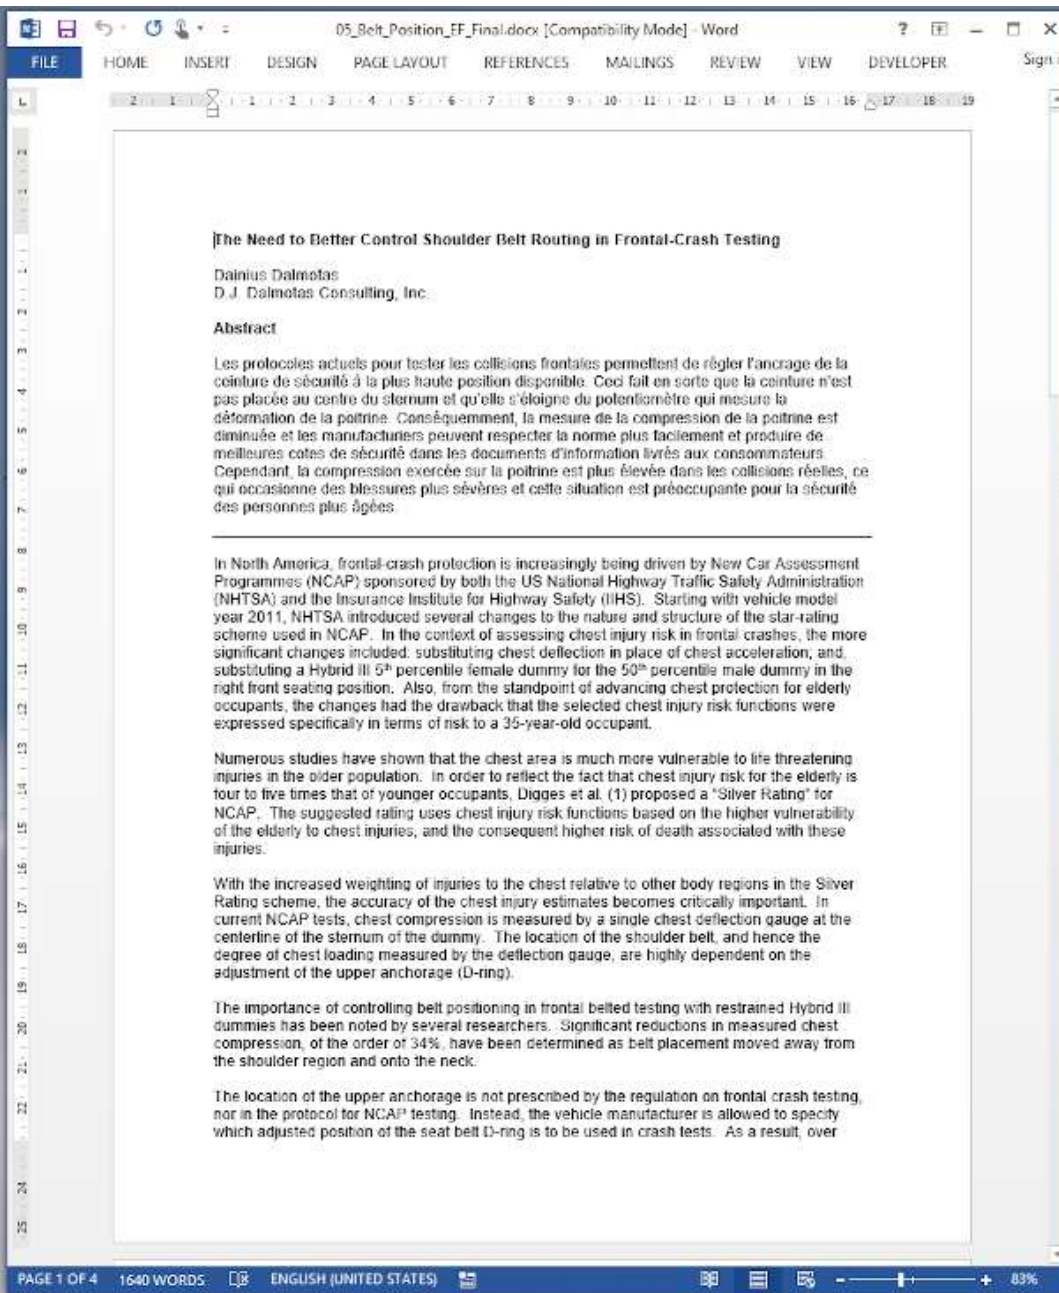 05_Belt_Position_EF_Final.docx [Compatibility Mode] - Word
FILE HOME INSERT DESIGN PAGE LAYOUT REFERENCES MAILINGS REVIEW VIEW DEVELOPER Sign
The Need to Better Control Shoulder Belt Routing in Frontal-Crash Testing
Dainius Dalmotas
D.J. Dalmotas Consulting, Inc.
Abstract
Les protocoles actuels pour tester les collisions frontales permettent de régler l'ancrage de la
ceinture de sécurité à la plus haute position disponible. Ceci fait en sorte que la ceinture n'est
pas placée au centre du sternum et qu'elle s'éloigne du potentiomètre qui mesure la
déformation de la poitrine. Conséquemment, la mesure de la compression de la poitrine est
diminuée et les manufacturiers peuvent respecter la norme plus facilement et produire de
meilleures cotes de sécurité dans les documents d'information livrés aux consommateurs.
Cependant, la compression exercée sur la poitrine est plus élevée dans les collisions réelles, ce
qui occasionne des blessures plus sévères et cette situation est préoccupante pour la sécurité
des personnes plus âgées.
In North America, frontal-crash protection is increasingly being driven by New Car Assessment
Programmes (NCAP) sponsored by both the US National Highway Traffic Safety Administration
(NHTSA) and the Insurance Institute for Highway Safety (IIHS). Starting with vehicle model
year 2011, NHTSA introduced several changes to the nature and structure of the star-rating
scheme used in NCAP. In the context of assessing chest injury risk in frontal crashes, the more
significant changes included: substituting chest deflection in place of chest acceleration; and,
substituting a Hybrid III 5th percentile female dummy for the 50th percentile male dummy in the
right front seating position. Also, from the standpoint of advancing chest protection for elderly
occupants, the changes had the drawback that the selected chest injury risk functions were
expressed specifically in terms of risk to a 35-year-old occupant.
Numerous studies have shown that the chest area is much more vulnerable to life threatening
injuries in the older population. In order to reflect the fact that chest injury risk for the elderly is
four to five times that of younger occupants, Digges et al. (1) proposed a "Silver Rating" for
NCAP. The suggested rating uses chest injury risk functions based on the higher vulnerability
of the elderly to chest injuries, and the consequent higher risk of death associated with these
injuries.
With the increased weighting of injuries to the chest relative to other body regions in the Silver
Rating scheme, the accuracy of the chest injury estimates becomes critically important. In
current NCAP tests, chest compression is measured by a single chest deflection gauge at the
centerline of the sternum of the dummy. The location of the shoulder belt, and hence the
degree of chest loading measured by the deflection gauge, are highly dependent on the
adjustment of the upper anchorage (D-ring).
The importance of controlling belt positioning in frontal belted testing with restrained Hybrid III
dummies has been noted by several researchers. Significant reductions in measured chest
compression, of the order of 34%, have been determined as belt placement moved away from
the shoulder region and onto the neck.
The location of the upper anchorage is not prescribed by the regulation on frontal crash testing,
nor in the protocol for NCAP testing. Instead, the vehicle manufacturer is allowed to specify
which adjusted position of the seat belt D-ring is to be used in crash tests. As a result, over
PAGE 1 OF 4 1640 WORDS ENGLISH (UNITED STATES) 83%